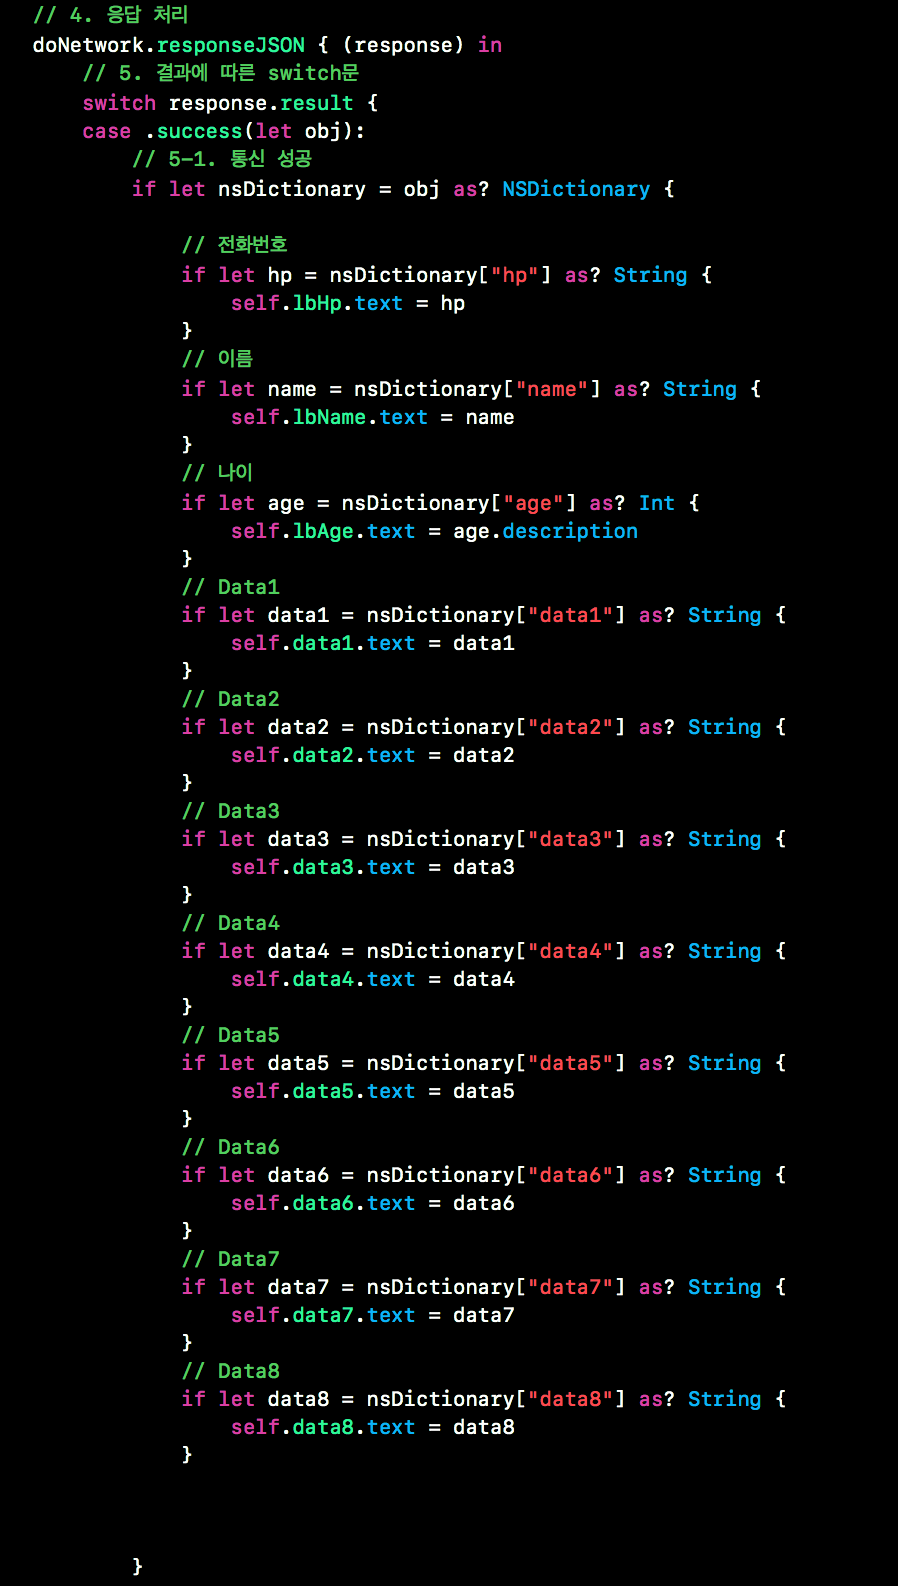 // 4. 응답 처리
doNetwork.responseJSON { (response) in
    // 5. 결과에 따른 switch문
    switch response.result {
    case .success(let obj):
        // 5-1. 통신 성공
        if let nsDictionary = obj as? NSDictionary {

            // 전화번호
            if let hp = nsDictionary["hp"] as? String {
                self.lbHp.text = hp
            }
            // 이름
            if let name = nsDictionary["name"] as? String {
                self.lbName.text = name
            }
            // 나이
            if let age = nsDictionary["age"] as? Int {
                self.lbAge.text = age.description
            }
            // Data1
            if let data1 = nsDictionary["data1"] as? String {
                self.data1.text = data1
            }
            // Data2
            if let data2 = nsDictionary["data2"] as? String {
                self.data2.text = data2
            }
            // Data3
            if let data3 = nsDictionary["data3"] as? String {
                self.data3.text = data3
            }
            // Data4
            if let data4 = nsDictionary["data4"] as? String {
                self.data4.text = data4
            }
            // Data5
            if let data5 = nsDictionary["data5"] as? String {
                self.data5.text = data5
            }
            // Data6
            if let data6 = nsDictionary["data6"] as? String {
                self.data6.text = data6
            }
            // Data7
            if let data7 = nsDictionary["data7"] as? String {
                self.data7.text = data7
            }
            // Data8
            if let data8 = nsDictionary["data8"] as? String {
                self.data8.text = data8
            }

        }